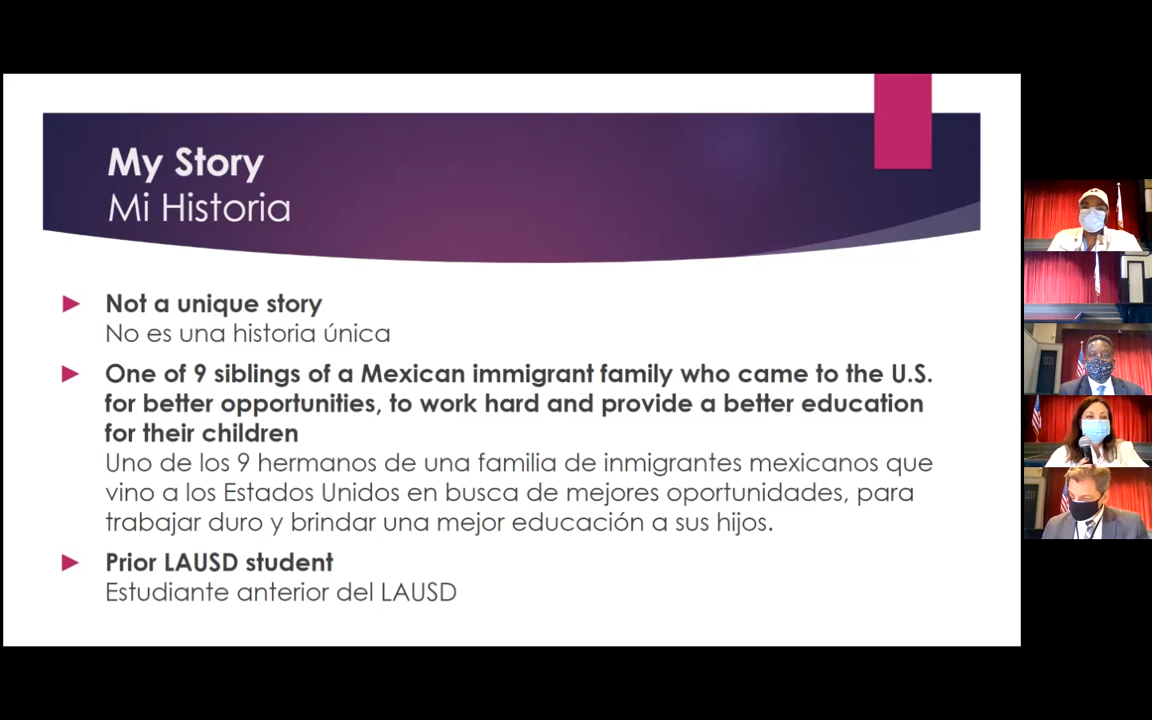 My Story
Mi Historia
Not a unique story
No es una historia única
One of 9 siblings of a Mexican immigrant family who came to the U.S.
for better opportunities, to work hard and provide a better education
for their children
Uno de los 9 hermanos de una familia de inmigrantes mexicanos que
vino a los Estados Unidos en busca de mejores oportunidades, para
trabajar duro y brindar una mejor educación a sus hijos.
Prior LAUSD student
Estudiante anterior del LAUSD